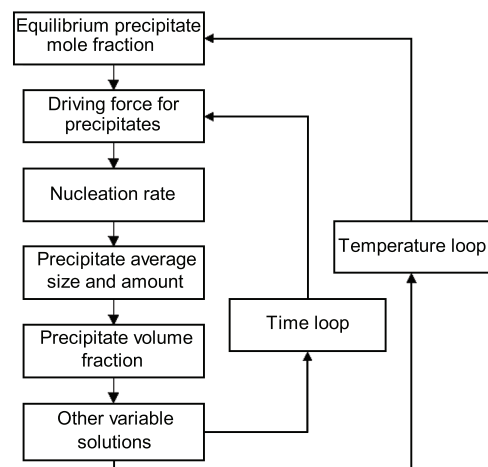 Equilibrium precipitate
mole fraction
Driving force for
precipitates
Nucleation rate
Precipitate average
size and amount
Precipitate volume
fraction
Other variable
solutions
Time loop
Temperature loop